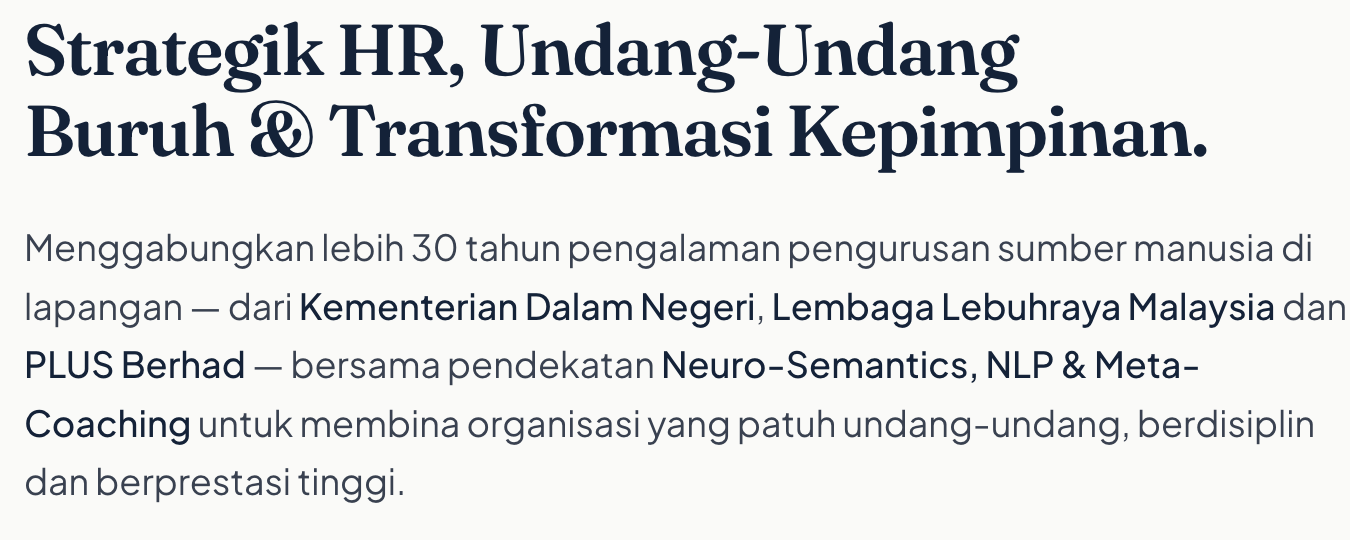 Strategik HR, Undang-Undang
Buruh & Transformasi Kepimpinan.
Menggabungkan lebih 30 tahun pengalaman pengurusan sumber manusia di
lapangan — dari Kementerian Dalam Negeri, Lembaga Lebuhraya Malaysia dan
PLUS Berhad — bersama pendekatan Neuro-Semantics, NLP & Meta-
Coaching untuk membina organisasi yang patuh undang-undang, berdisiplin
dan berprestasi tinggi.